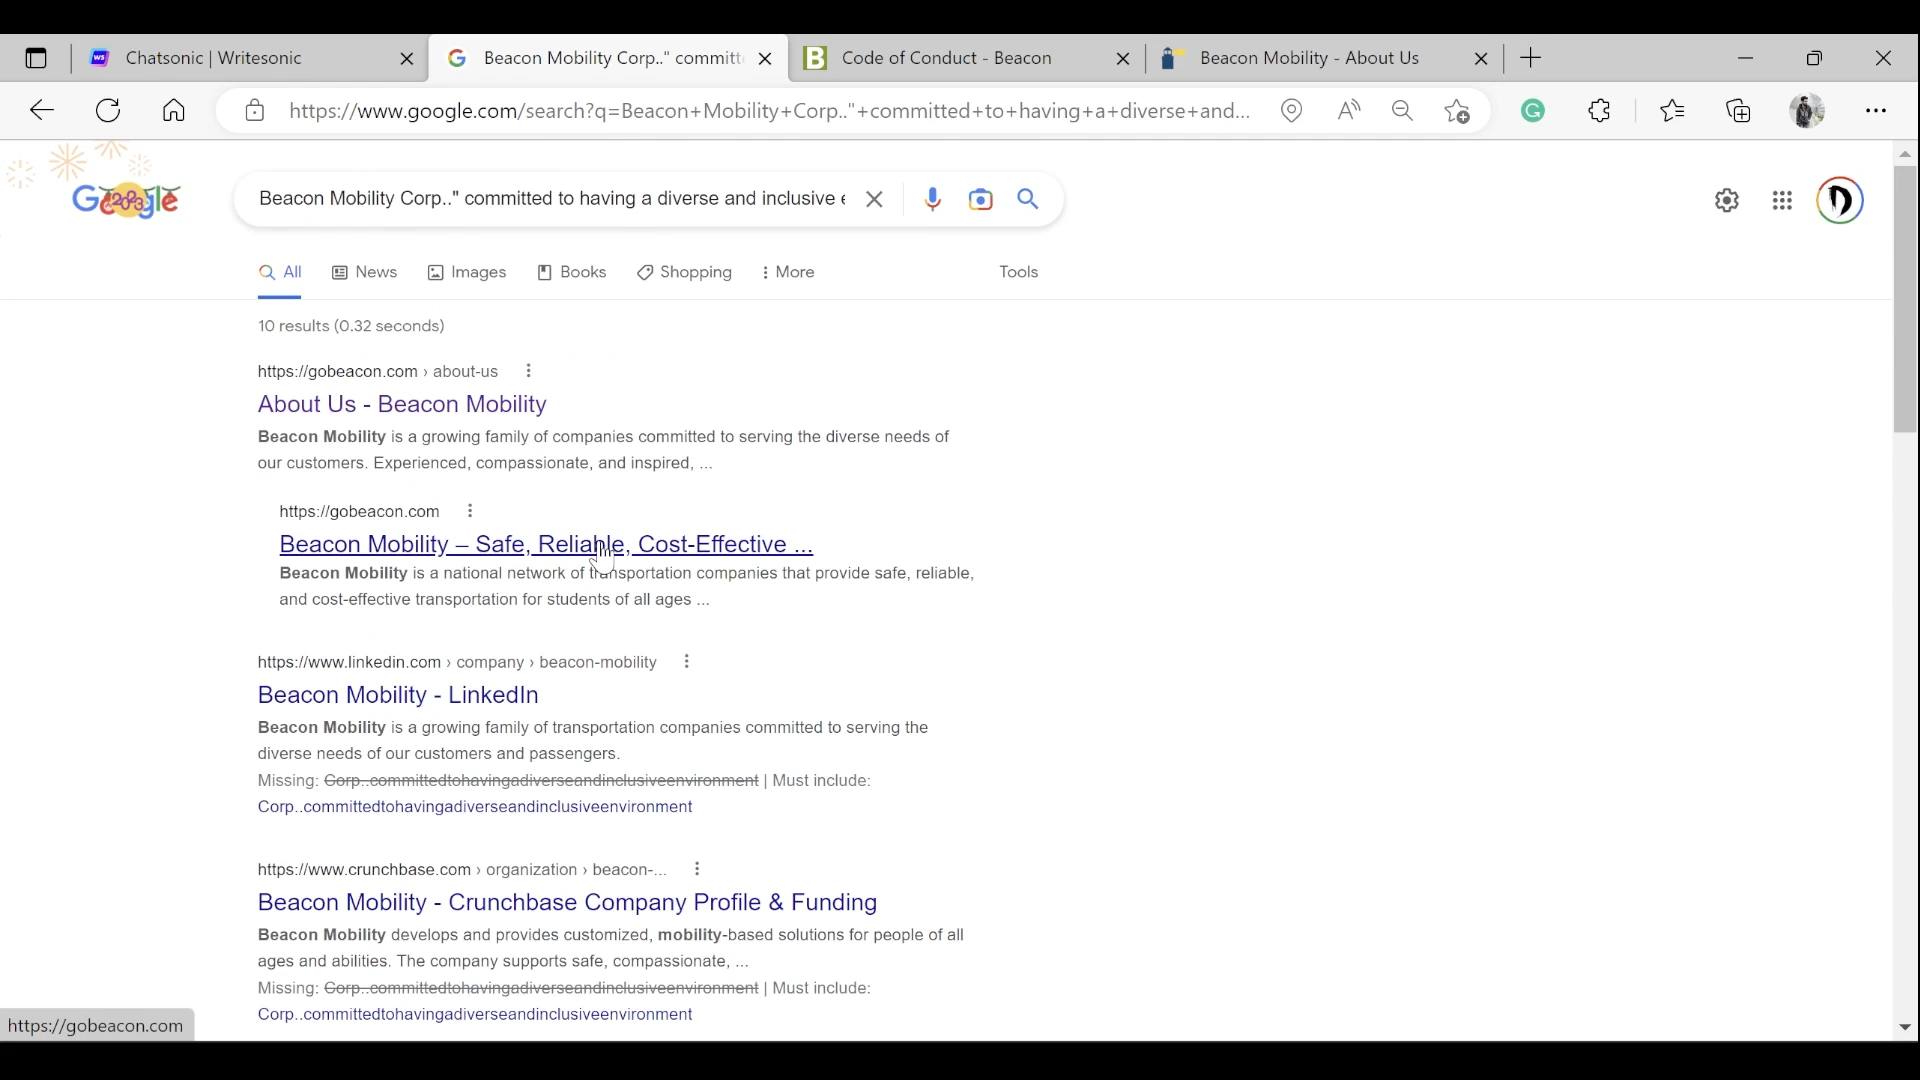 Chatsonic | Writesonic
Beacon Mobility Corp.." committ
Code of Conduct - Beacon
Beacon Mobility - About Us
https://www.google.com/search?q=Beacon+Mobility+Corp.."+committed+to+having+a+diverse+and...
Google
2023
Beacon Mobility Corp.." committed to having a diverse and inclusive e
All
News
Images
Books
Shopping
More
Tools
10 results (0.32 seconds)
https://gobeacon.com › about-us
About Us - Beacon Mobility
Beacon Mobility is a growing family of companies committed to serving the diverse needs of
our customers. Experienced, compassionate, and inspired, ...
https://gobeacon.com
Beacon Mobility – Safe, Reliable, Cost-Effective ...
Beacon Mobility is a national network of transportation companies that provide safe, reliable,
and cost-effective transportation for students of all ages ...
https://www.linkedin.com › company › beacon-mobility
Beacon Mobility - LinkedIn
Beacon Mobility is a growing family of transportation companies committed to serving the
diverse needs of our customers and passengers.
Missing: Corp..committedtohavingadiverseandinclusiveenvironment | Must include:
Corp..committedtohavingadiverseandinclusiveenvironment
https://www.crunchbase.com › organization › beacon-...
Beacon Mobility - Crunchbase Company Profile & Funding
Beacon Mobility develops and provides customized, mobility-based solutions for people of all
ages and abilities. The company supports safe, compassionate, ...
Missing: Corp..committedtohavingadiverseandinclusiveenvironment | Must include:
Corp..committedtohavingadiverseandinclusiveenvironment
https://gobeacon.com